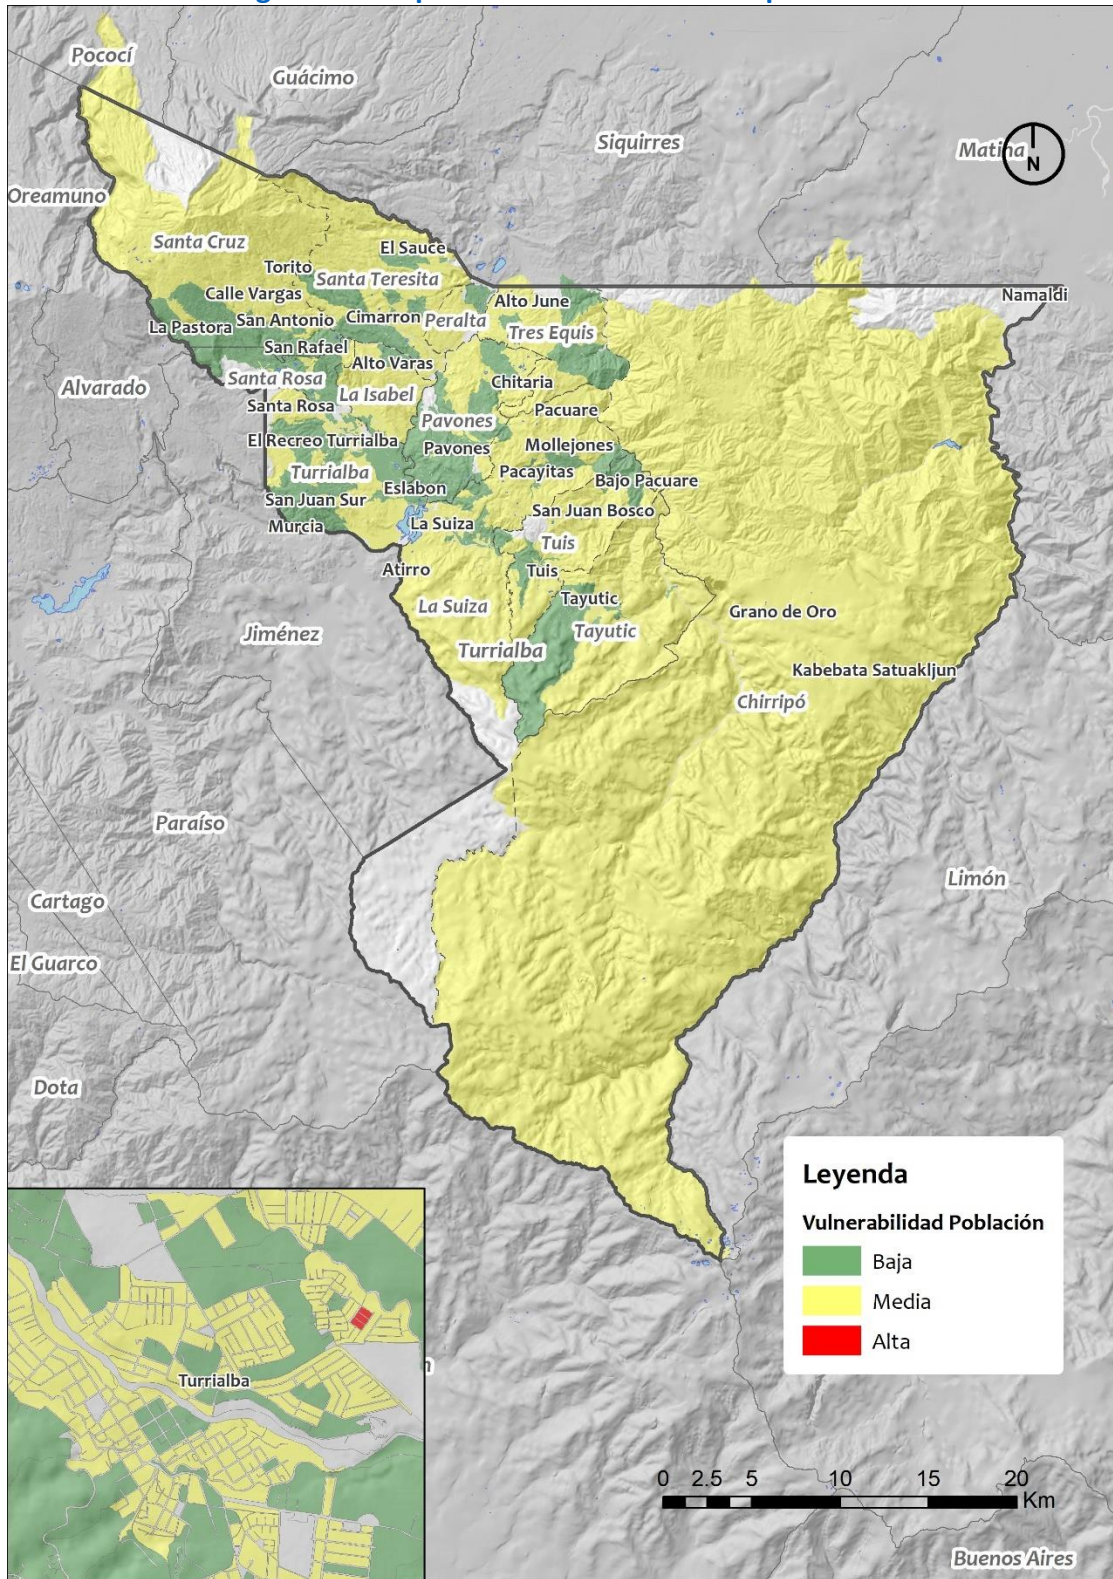 Pococí
Guácimo
Siquirres
Matina
N
Oreamuno
Santa Cruz
El Sauce
Torito
Santa Teresita
Calle Vargas
Alto June
Namaldi
La Pastora
San Antonio
Cimarron
Peralta
Tres Equis
San Rafael
Alto Varas
Alvarado
Santa Rosa
La Isabel
Chitaria
Santa Rosa
Pavones
Pacuare
El Recreo Turrialba
Pavones
Mollejones
Turrialba
Pacayitas
Bajo Pacuare
San Juan Sur
Eslabon
San Juan Bosco
Murcia
La Suiza
Tuis
Atirro
Tuis
La Suiza
Tayutic
Grano de Oro
Jiménez
Tayutic
Turrialba
Kabebata Satuakljun
Chirripó
Paraíso
Limón
Cartago
El Guarco
Dota
Leyenda
Vulnerabilidad Población
Baja
Media
Alta
Turrialba
0 2.5 5 10 15 20
Km
Buenos Aires